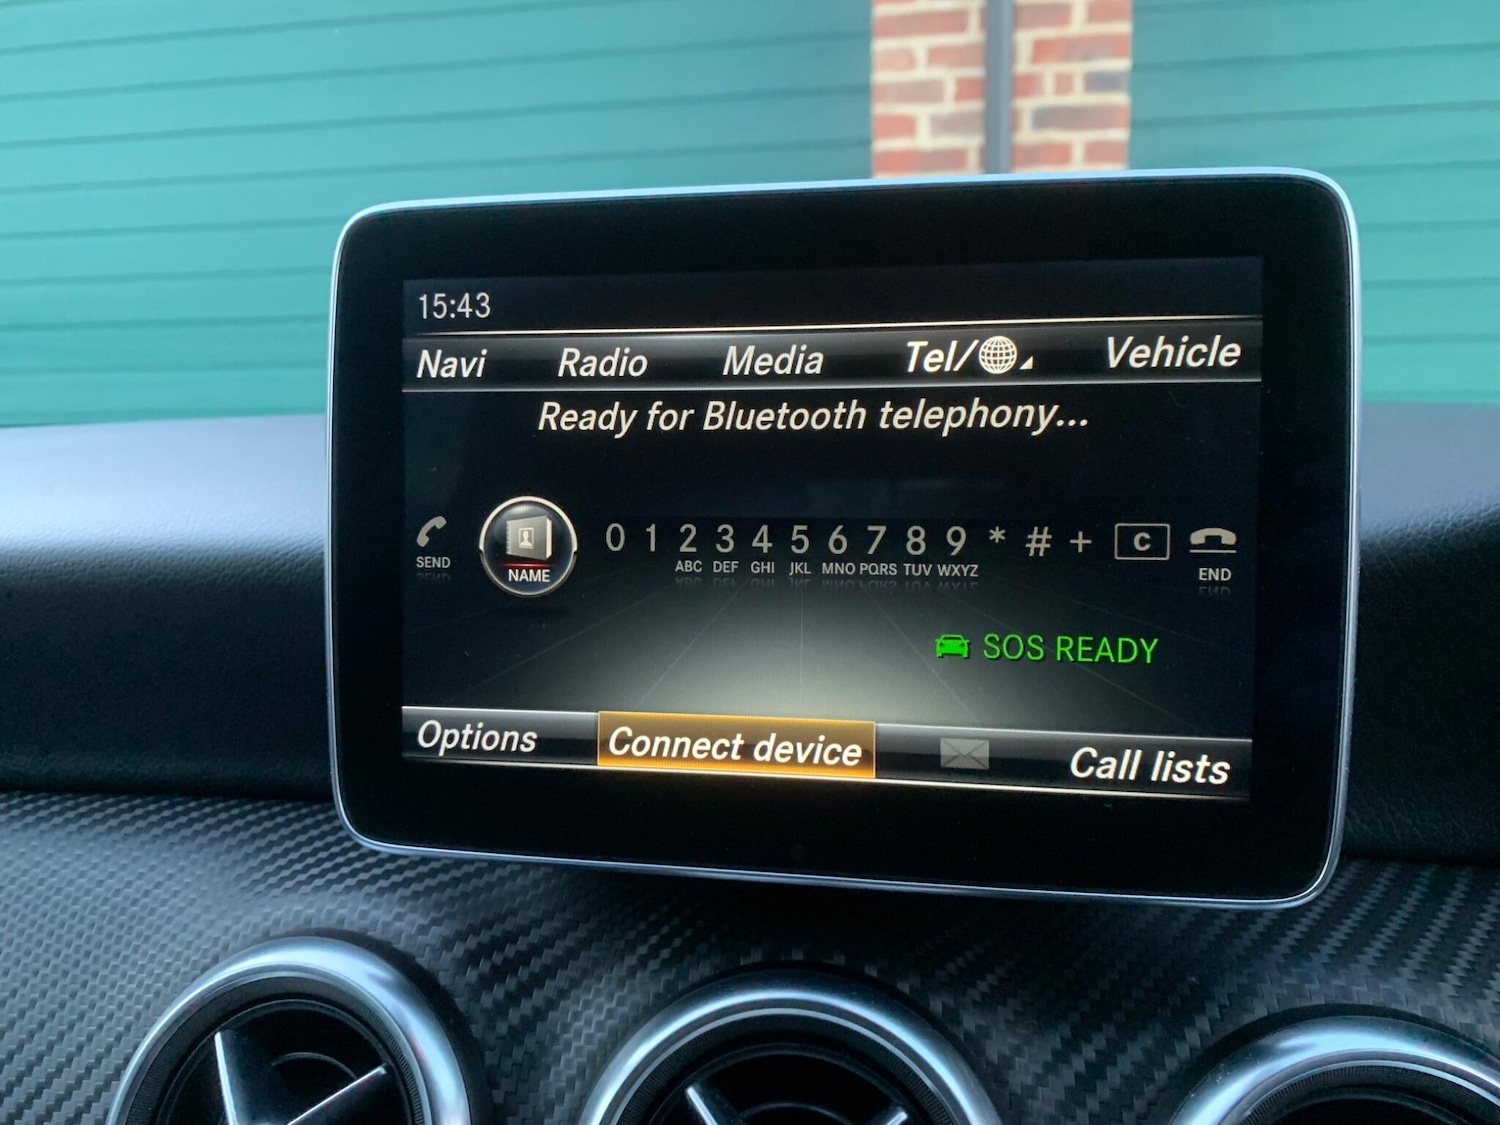 15:43
Navi Radio Media Tel/ Vehicle
Ready for Bluetooth telephony...
SEND NAME 0 1 2 3 4 5 6 7 8 9 * # + C END
ABC DEF GHI JKL MNO PQRS TUV WXYZ
SOS READY
Options Connect device Call lists